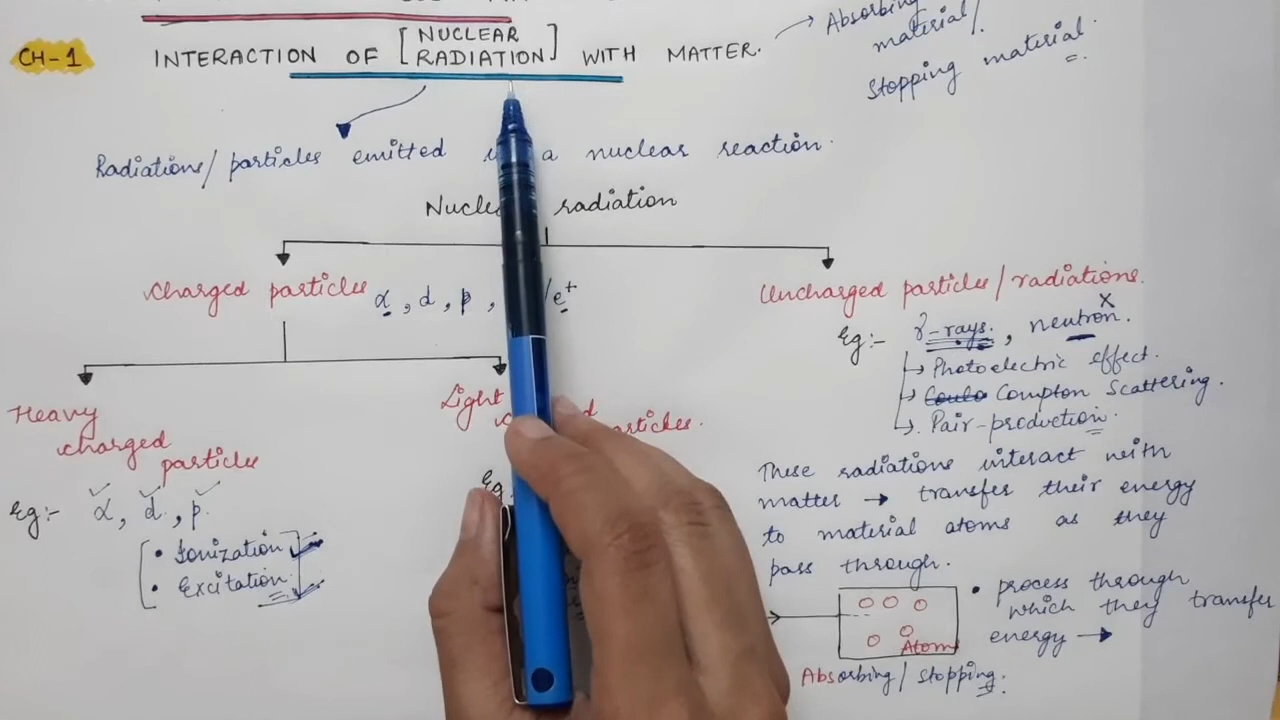 CH-1
INTERACTION OF [NUCLEAR RADIATION] WITH MATTER.
Absorbing material/
Stopping material.
Radiations/particles emitted a nuclear reaction.
radiation
Charged particles α, d, p, /e+
Uncharged particles/radiations.
Eg:- γ-rays., neutron. X
Photoelectric effect.
Compton Scattering.
Pair-production.
Heavy charged particles
Eg:- α, d., p.
• Ionization
• Excitation.
Light
These radiations interact with
matter → transfer their energy
to material atoms as they
pass through.
• process through
which they transfer
energy →
Atom
Absorbing/stopping.